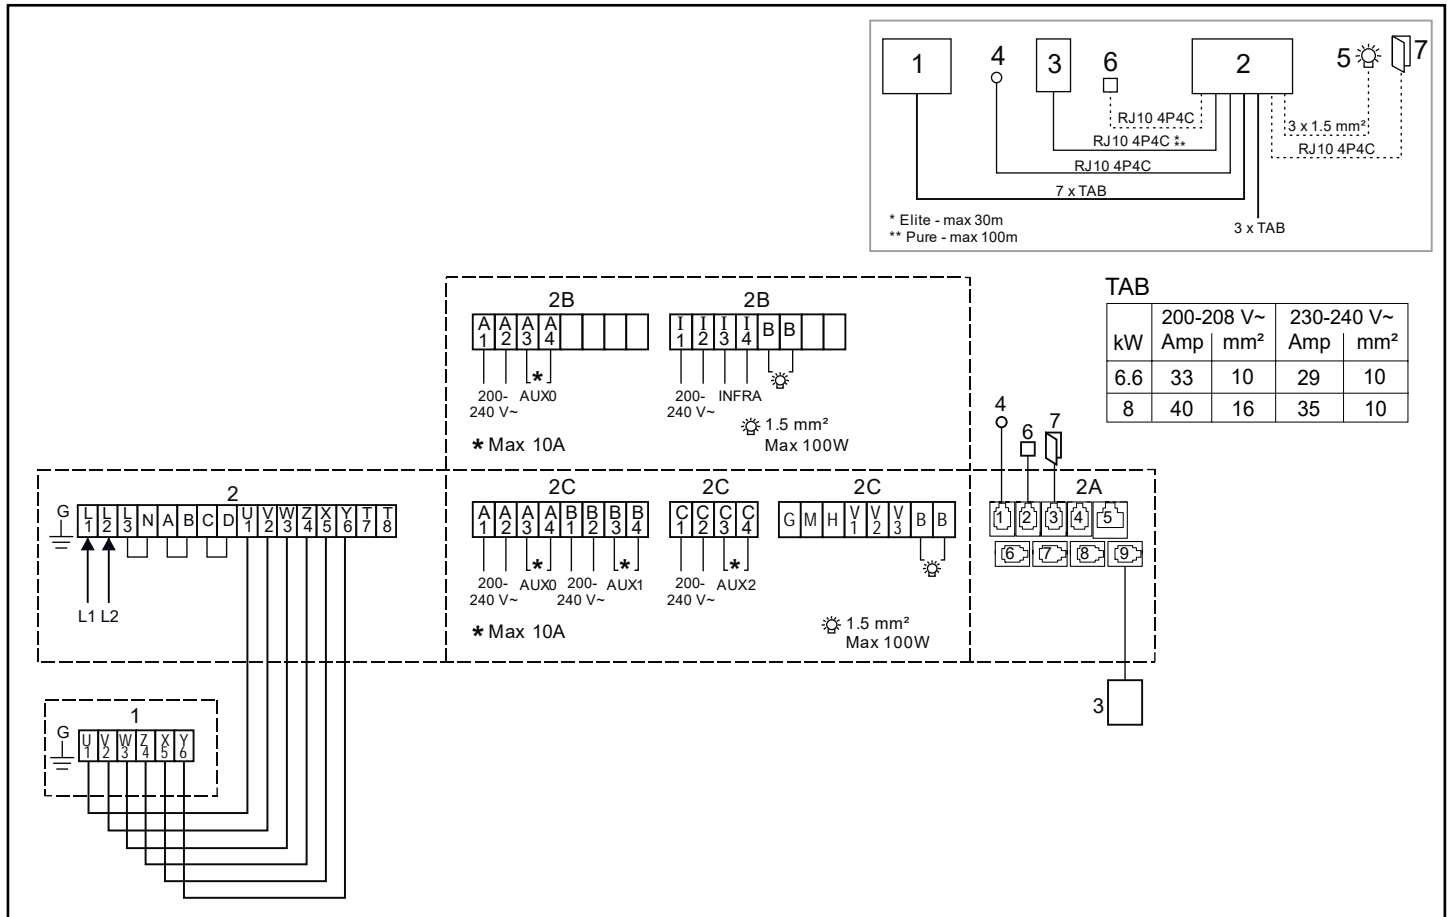 1 4 3 6 2 5 7
RJ10 4P4C 3 x 1.5 mm²
RJ10 4P4C * ** RJ10 4P4C
RJ10 4P4C
7 x TAB
* Elite - max 30m
** Pure - max 100m
3 x TAB
TAB
200-208 V~ 230-240 V~
kW Amp mm² Amp mm²
6.6 33 10 29 10
8 40 16 35 10
2B
A1 A2 A3 A4
* 200-240 V~ AUX0
* Max 10A
2B
I1 I2 I3 I4 B B
200-240 V~ INFRA
1.5 mm²
Max 100W
2
G L1 L2 L3 N A B C D U1 V2 W3 Z4 X5 Y6 T7 T8
L1 L2
2C
A1 A2 A3 A4 B1 B2 B3 B4
* *
200-240 V~ AUX0 200-240 V~ AUX1
* Max 10A
2C
C1 C2 C3 C4
*
200-240 V~ AUX2
2C
G M H V1 V2 V3 B B
1.5 mm²
Max 100W
4 6 7
2A
1 2 3 4 5
6 7 8 9
3
1
G U1 V2 W3 Z4 X5 Y6